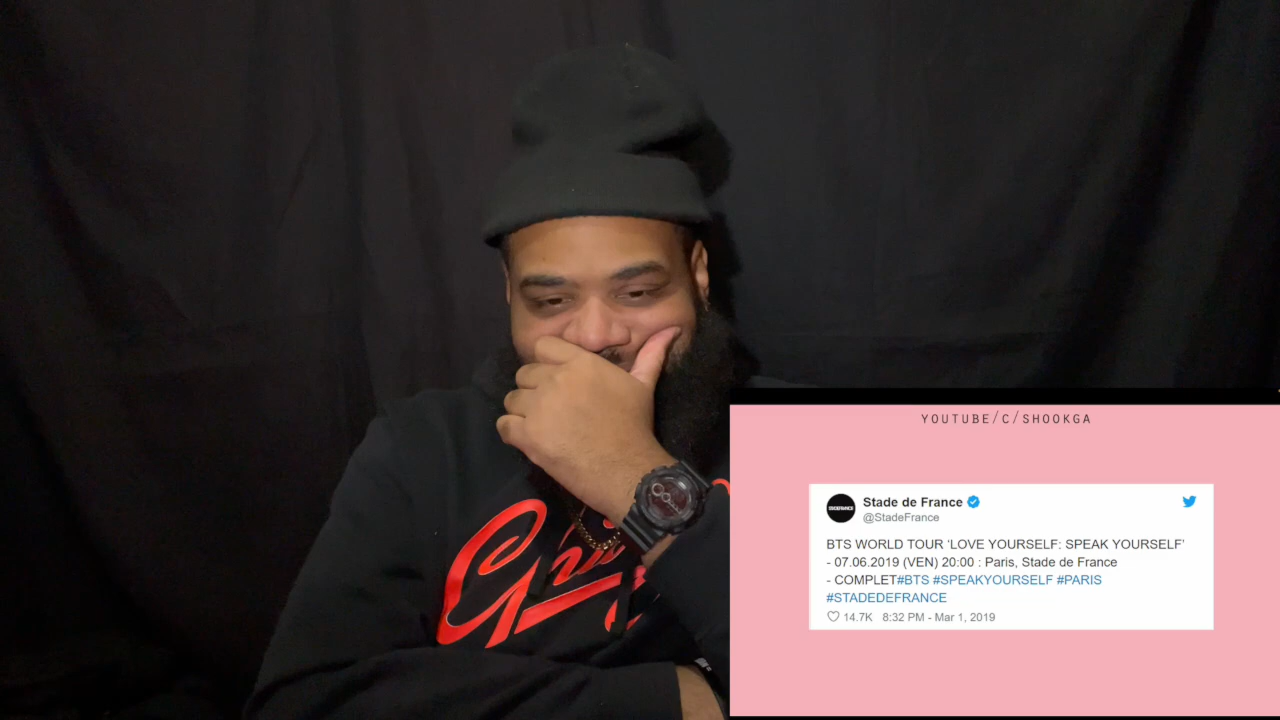 YOUTUBE/C/SHOOKGA
Stade de France
@StadeFrance
BTS WORLD TOUR 'LOVE YOURSELF: SPEAK YOURSELF'
- 07.06.2019 (VEN) 20:00 : Paris, Stade de France
- COMPLET#BTS #SPEAKYOURSELF #PARIS
#STADEDEFRANCE
14.7K 8:32 PM - Mar 1, 2019